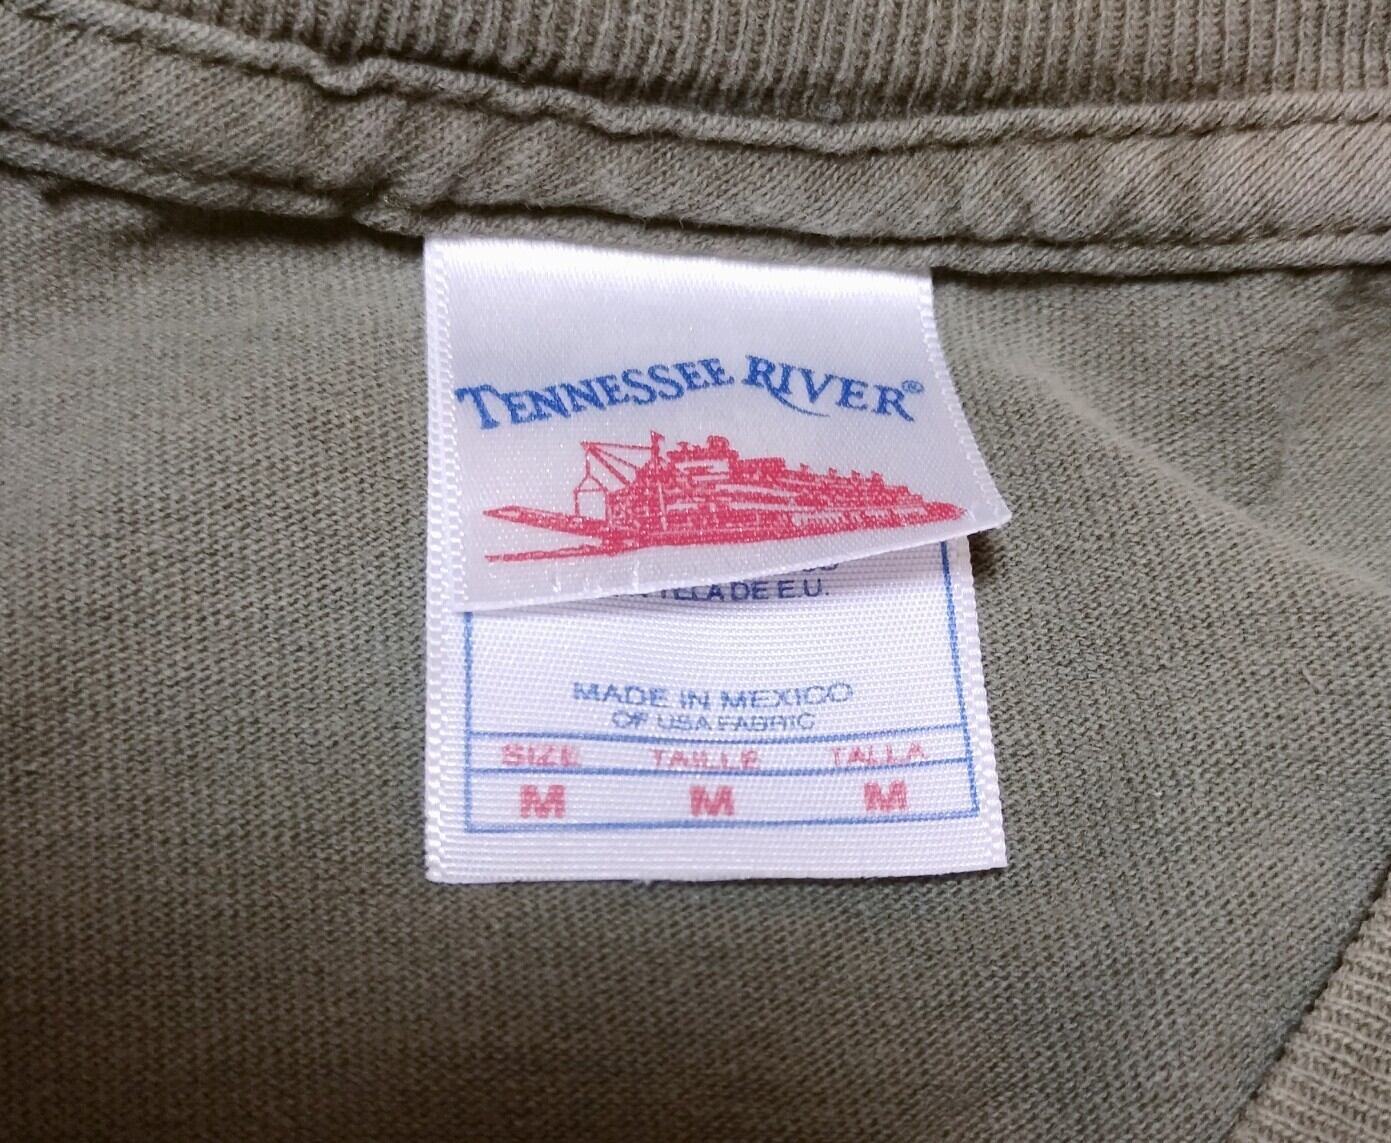 TENNESSEE RIVER®
TELA DE E.U.
MADE IN MEXICO
OF USA FABRIC
SIZE TAILLE TALLA
M M M